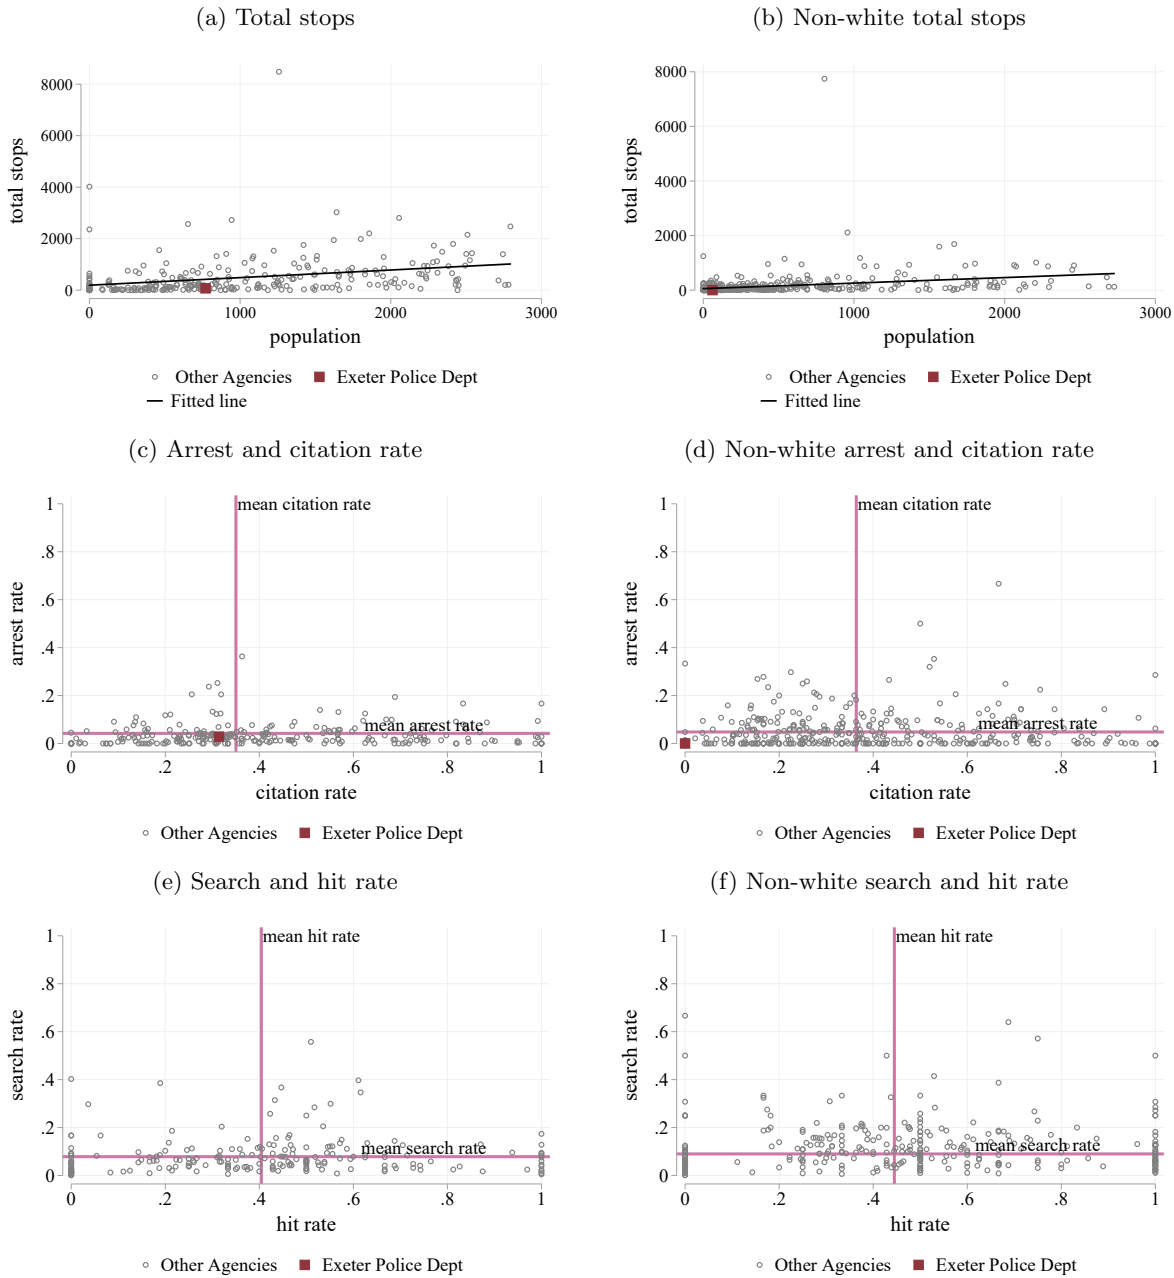 (a) Total stops
(b) Non-white total stops
8000
6000
4000
2000
0
total stops
0 1000 2000 3000
population
Other Agencies Exeter Police Dept
Fitted line
8000
6000
4000
2000
0
total stops
0 1000 2000 3000
population
Other Agencies Exeter Police Dept
Fitted line
(c) Arrest and citation rate
(d) Non-white arrest and citation rate
1
.8
.6
.4
.2
0
arrest rate
mean citation rate
mean arrest rate
0 .2 .4 .6 .8 1
citation rate
Other Agencies Exeter Police Dept
1
.8
.6
.4
.2
0
arrest rate
mean citation rate
mean arrest rate
0 .2 .4 .6 .8 1
citation rate
Other Agencies Exeter Police Dept
(e) Search and hit rate
(f) Non-white search and hit rate
1
.8
.6
.4
.2
0
search rate
mean hit rate
mean search rate
0 .2 .4 .6 .8 1
hit rate
Other Agencies Exeter Police Dept
1
.8
.6
.4
.2
0
search rate
mean hit rate
mean search rate
0 .2 .4 .6 .8 1
hit rate
Other Agencies Exeter Police Dept